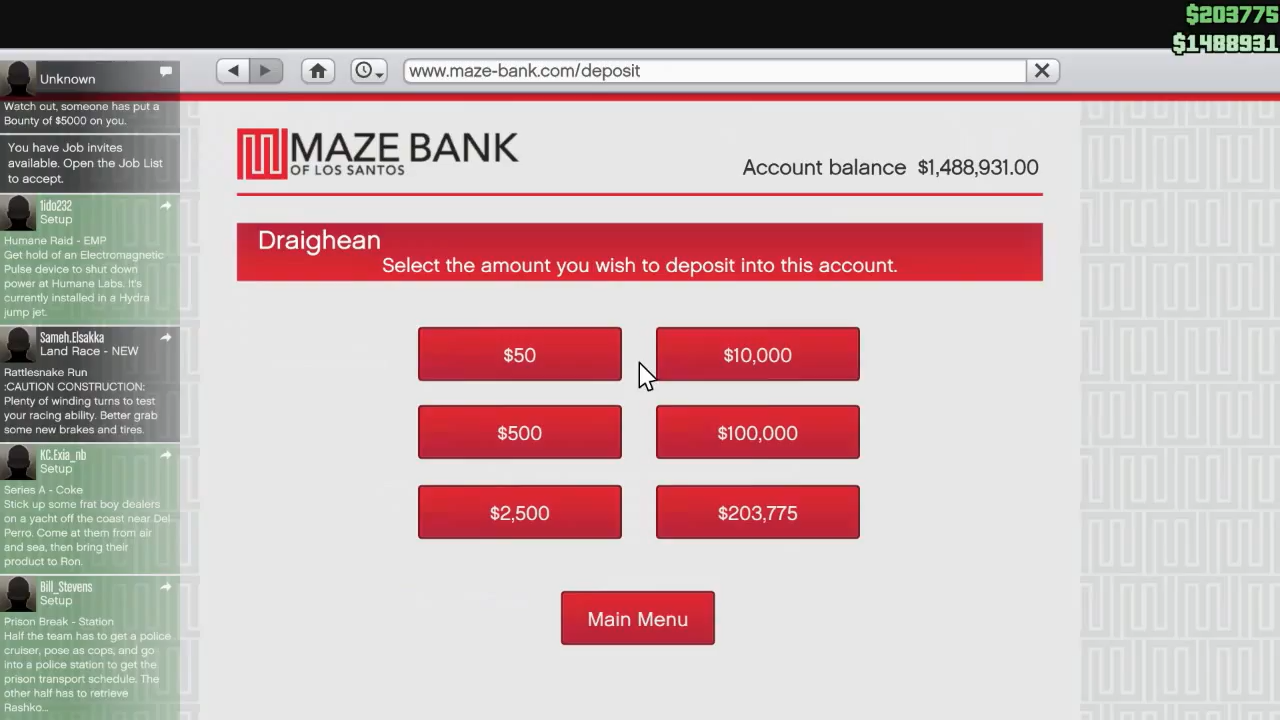 $203775
$1488931
www.maze-bank.com/deposit
Unknown
Watch out, someone has put a
Bounty of $5000 on you.
You have Job invites
available. Open the Job List
to accept.
1ido232
Setup
Humane Raid - EMP
Get hold of an Electromagnetic
Pulse device to shut down
power at Humane Labs. It's
currently installed in a Hydra
jump jet.
Sameh.Elsakka
Land Race - NEW
Rattlesnake Run
:CAUTION CONSTRUCTION:
Plenty of winding turns to test
your racing ability. Better grab
some new brakes and tires.
KC.Exia_nb
Setup
Series A - Coke
Stick up some frat boy dealers
on a yacht off the coast near Del
Perro. Come at them from air
and sea, then bring their
product to Ron.
Bill_Stevens
Setup
Prison Break - Station
Half the team has to get a police
cruiser, pose as cops, and go
into a police station to get the
prison transport schedule. The
other half has to retrieve
Rashko...
MAZE BANK
OF LOS SANTOS
Account balance $1,488,931.00
Draighean
Select the amount you wish to deposit into this account.
$50
$10,000
$500
$100,000
$2,500
$203,775
Main Menu